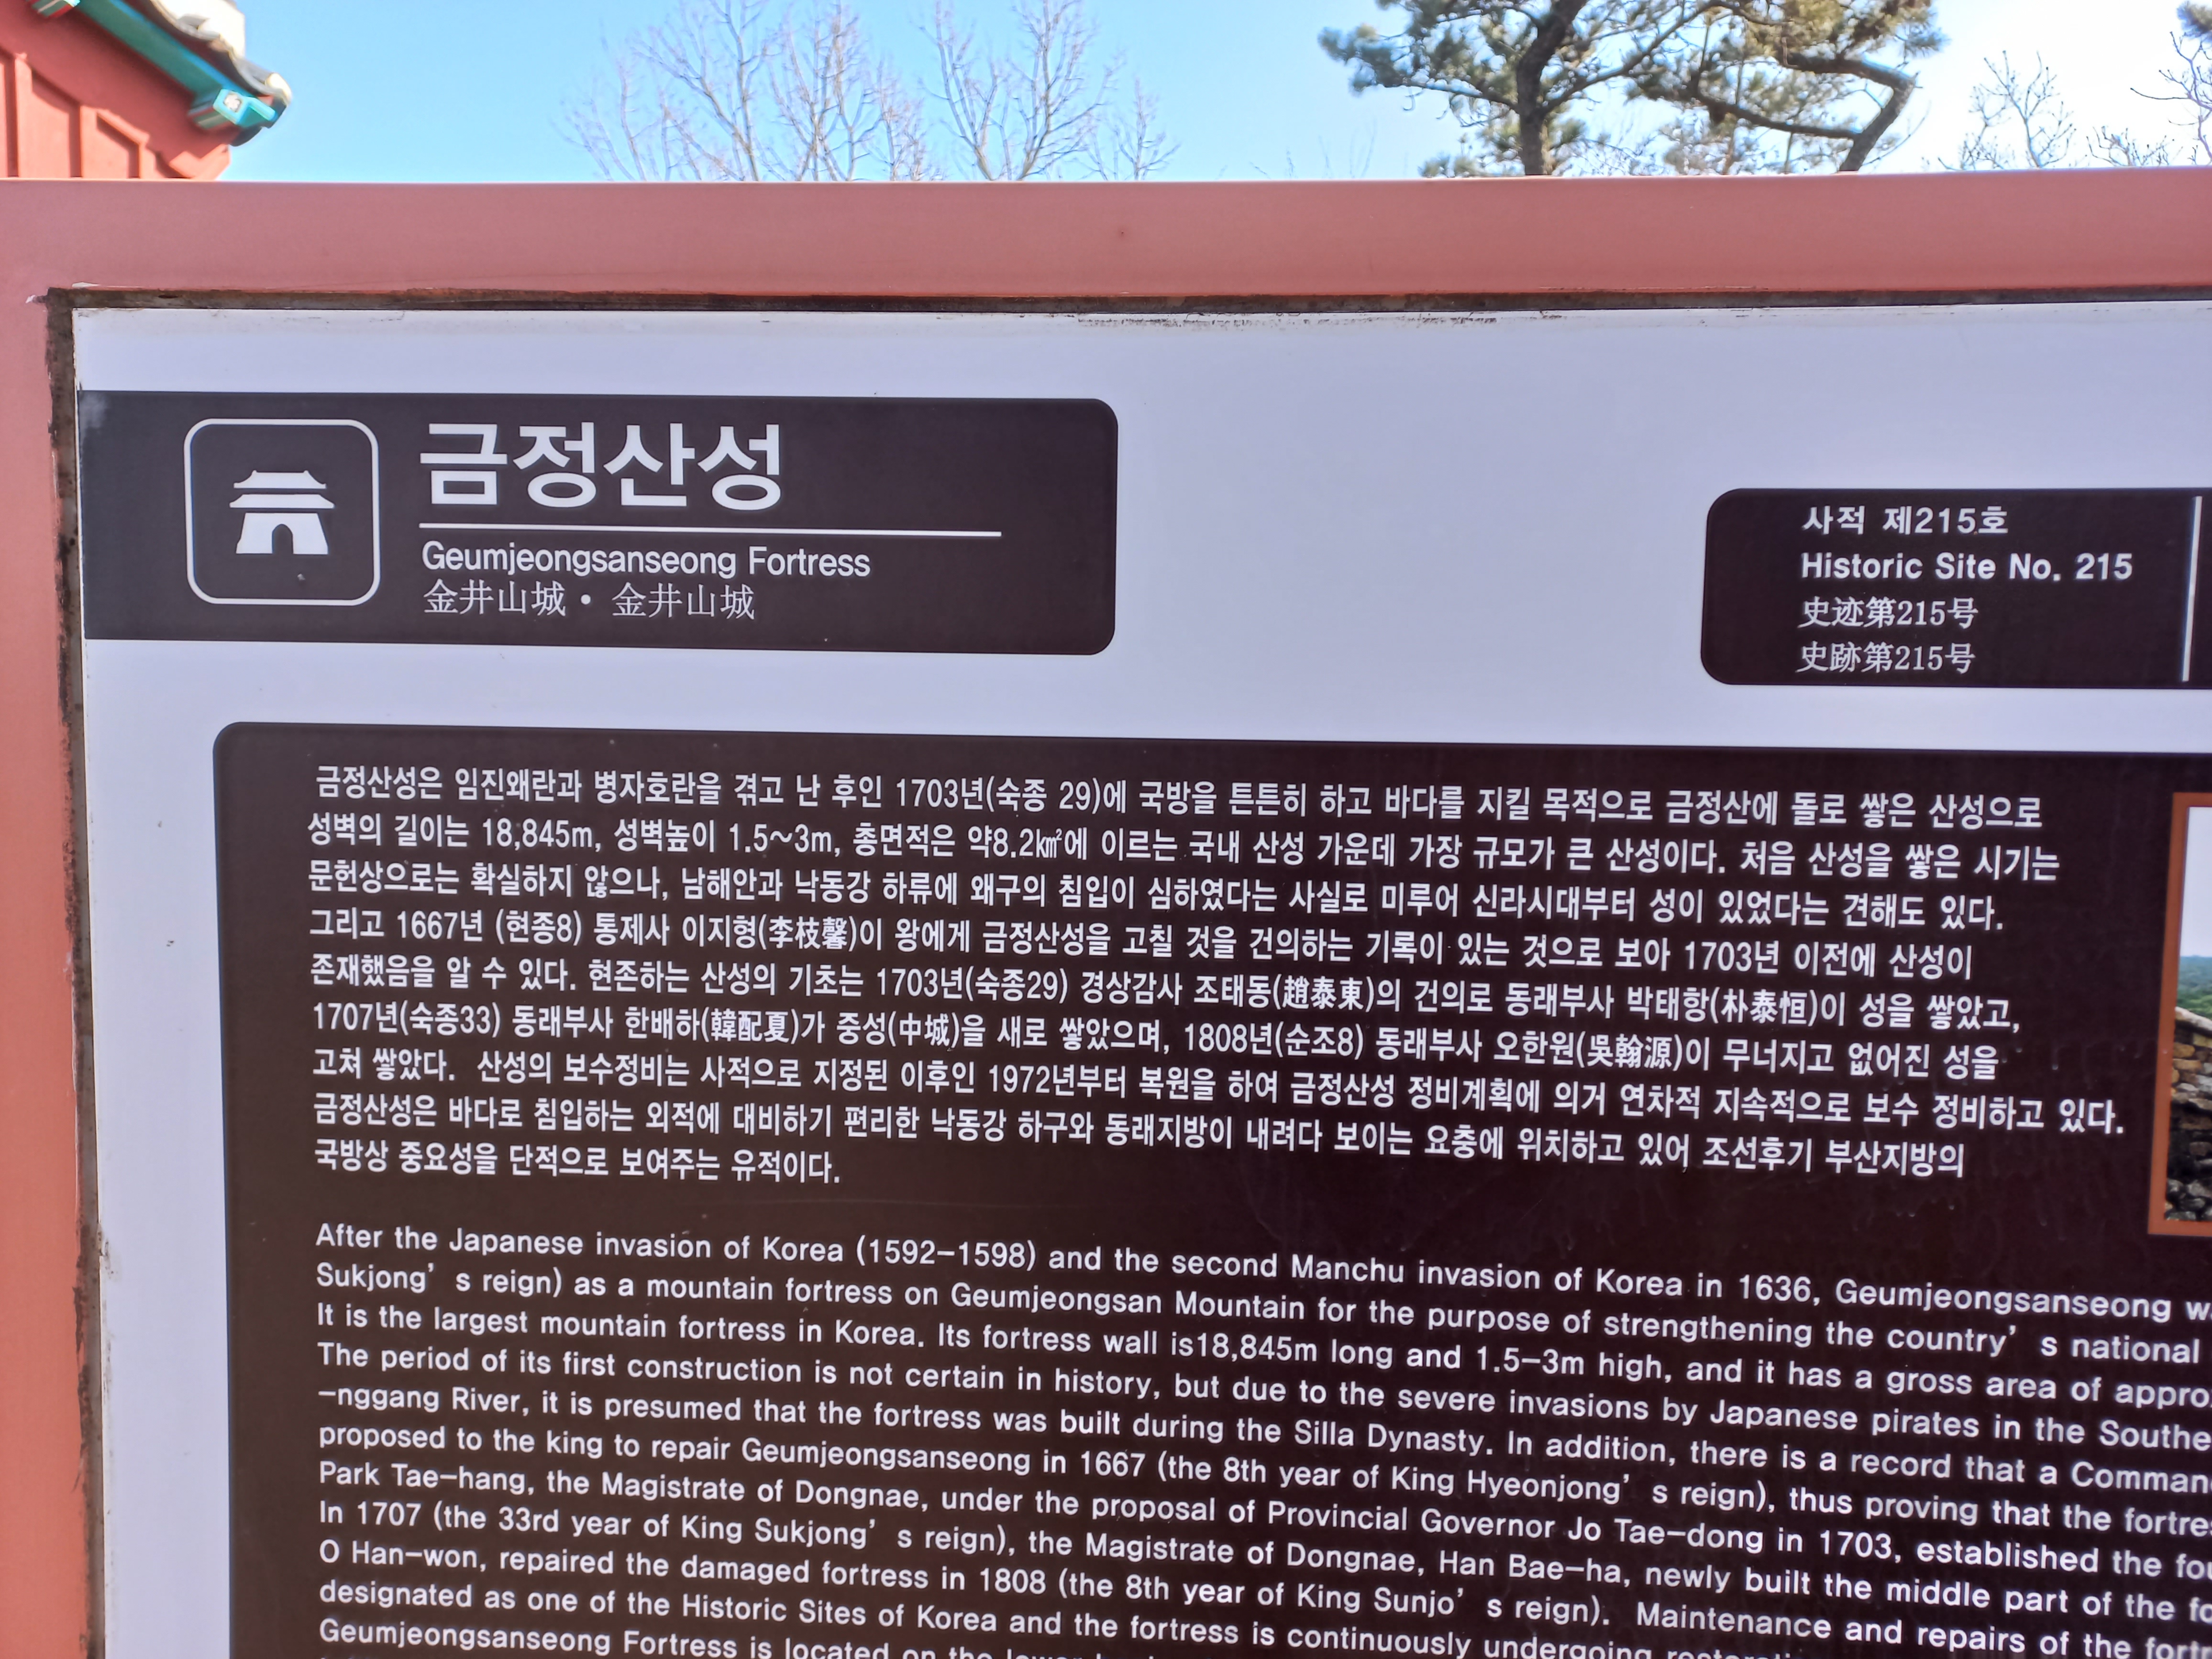 금정산성
Geumjeongsanseong Fortress
金井山城 • 金井山城
사적 제215호
Historic Site No. 215
史迹第215号
史跡第215号
금정산성은 임진왜란과 병자호란을 겪고 난 후인 1703년(숙종 29)에 국방을 튼튼히 하고 바다를 지킬 목적으로 금정산에 돌로 쌓은 산성으로
성벽의 길이는 18,845m, 성벽높이 1.5~3m, 총면적은 약8.2㎢에 이르는 국내 산성 가운데 가장 규모가 큰 산성이다. 처음 산성을 쌓은 시기는
문헌상으로는 확실하지 않으나, 남해안과 낙동강 하류에 왜구의 침입이 심하였다는 사실로 미루어 신라시대부터 성이 있었다는 견해도 있다.
그리고 1667년 (현종8) 통제사 이지형(李枝馨)이 왕에게 금정산성을 고칠 것을 건의하는 기록이 있는 것으로 보아 1703년 이전에 산성이
존재했음을 알 수 있다. 현존하는 산성의 기초는 1703년(숙종29) 경상감사 조태동(趙泰東)의 건의로 동래부사 박태항(朴泰恒)이 성을 쌓았고,
1707년(숙종33) 동래부사 한배하(韓配夏)가 중성(中城)을 새로 쌓았으며, 1808년(순조8) 동래부사 오한원(吳翰源)이 무너지고 없어진 성을
고쳐 쌓았다. 산성의 보수정비는 사적으로 지정된 이후인 1972년부터 복원을 하여 금정산성 정비계획에 의거 연차적 지속적으로 보수 정비하고 있다.
금정산성은 바다로 침입하는 외적에 대비하기 편리한 낙동강 하구와 동래지방이 내려다 보이는 요충에 위치하고 있어 조선후기 부산지방의
국방상 중요성을 단적으로 보여주는 유적이다.
After the Japanese invasion of Korea (1592-1598) and the second Manchu invasion of Korea in 1636, Geumjeongsanseong
Sukjong's reign) as a mountain fortress on Geumjeongsan Mountain for the purpose of strengthening the country's national
It is the largest mountain fortress in Korea. Its fortress wall is18,845m long and 1.5-3m high, and it has a gross area of
The period of its first construction is not certain in history, but due to the severe invasions by Japanese pirates in the
-nggang River, it is presumed that the fortress was built during the Silla Dynasty. In addition, there is a record that a
proposed to the king to repair Geumjeongsanseong in 1667 (the 8th year of King Hyeonjong's reign), thus proving that the
Park Tae-hang, the Magistrate of Dongnae, under the proposal of Provincial Governor Jo Tae-dong in 1703, established the
In 1707 (the 33rd year of King Sukjong's reign), the Magistrate of Dongnae, Han Bae-ha, newly built the middle part of the
O Han-won, repaired the damaged fortress in 1808 (the 8th year of King Sunjo's reign). Maintenance and repairs of the
designated as one of the Historic Sites of Korea and the fortress is continuously undergoing
Geumjeongsanseong Fortress is located on the